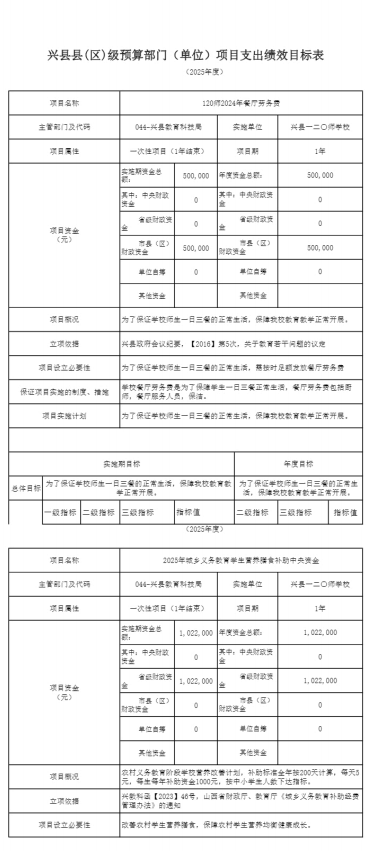 兴县县(区)级预算部门（单位）项目支出绩效目标表
（2025年度）
项目名称 120师2024年餐厅劳务费
主管部门及代码 044-兴县教育科技局 实施单位 兴县一二〇师学校
项目属性 一次性项目（1年结束） 项目期 1年
项目资金
（元）
实施期资金总
额： 500,000 年度资金总额： 500,000
其中：中央财政
资金 0 其中：中央财政资
金 0
省级财政资
金 0 省级财政资
金 0
市县（区）
财政资金 500,000 市县（区）
财政资金 500,000
单位自筹 0 单位自筹 0
其他资金 其他资金
项目概况 为了保证学校师生一日三餐的正常生活，保障我校教育教学正常开展。
立项依据 兴县政府会议纪要，【2016】第5次，关于教育若干问题的议定
项目设立必要性 为了保证学校师生一日三餐的正常生活，需按时足额发放餐厅劳务费
保证项目实施的制度、措施 学校餐厅劳务费是为了保障学生一日三餐正常生活，餐厅劳务费包括厨
师，餐厅服务人员，保洁。
项目实施计划 为了保证学校师生一日三餐的正常生活，保障我校教育教学正常开展。
实施期目标 年度目标
总体目标 为了保证学校师生一日三餐的正常生活，保障我校教育教
学正常开展。 为了保证学校师生一日三餐的正常生
活，保障我校教育教学正常开展。
一级指标 二级指标 三级指标 指标值 二级指标 三级指标 指标值
（2025年度）
项目名称 2025年城乡义务教育学生营养膳食补助中央资金
主管部门及代码 044-兴县教育科技局 实施单位 兴县一二〇师学校
项目属性 一次性项目（1年结束） 项目期 1年
项目资金
（元）
实施期资金总
额： 1,022,000 年度资金总额： 1,022,000
其中：中央财政
资金 0 其中：中央财政资
金 0
省级财政资
金 1,022,000 省级财政资
金 1,022,000
市县（区）
财政资金 0 市县（区）
财政资金 0
单位自筹 0 单位自筹 0
其他资金 其他资金
项目概况 农村义务教育阶段学校营养改善计划，补助标准全年按200天计算，每天5
元，每生每年补助资金1000元，按中小学生人数下达指标。
立项依据 兴教科函【2023】46号，山西省财政厅、教育厅《城乡义务教育补助经费
管理办法》的通知
项目设立必要性 改善农村学生营养膳食，保障农村学生营养均衡健康成长。